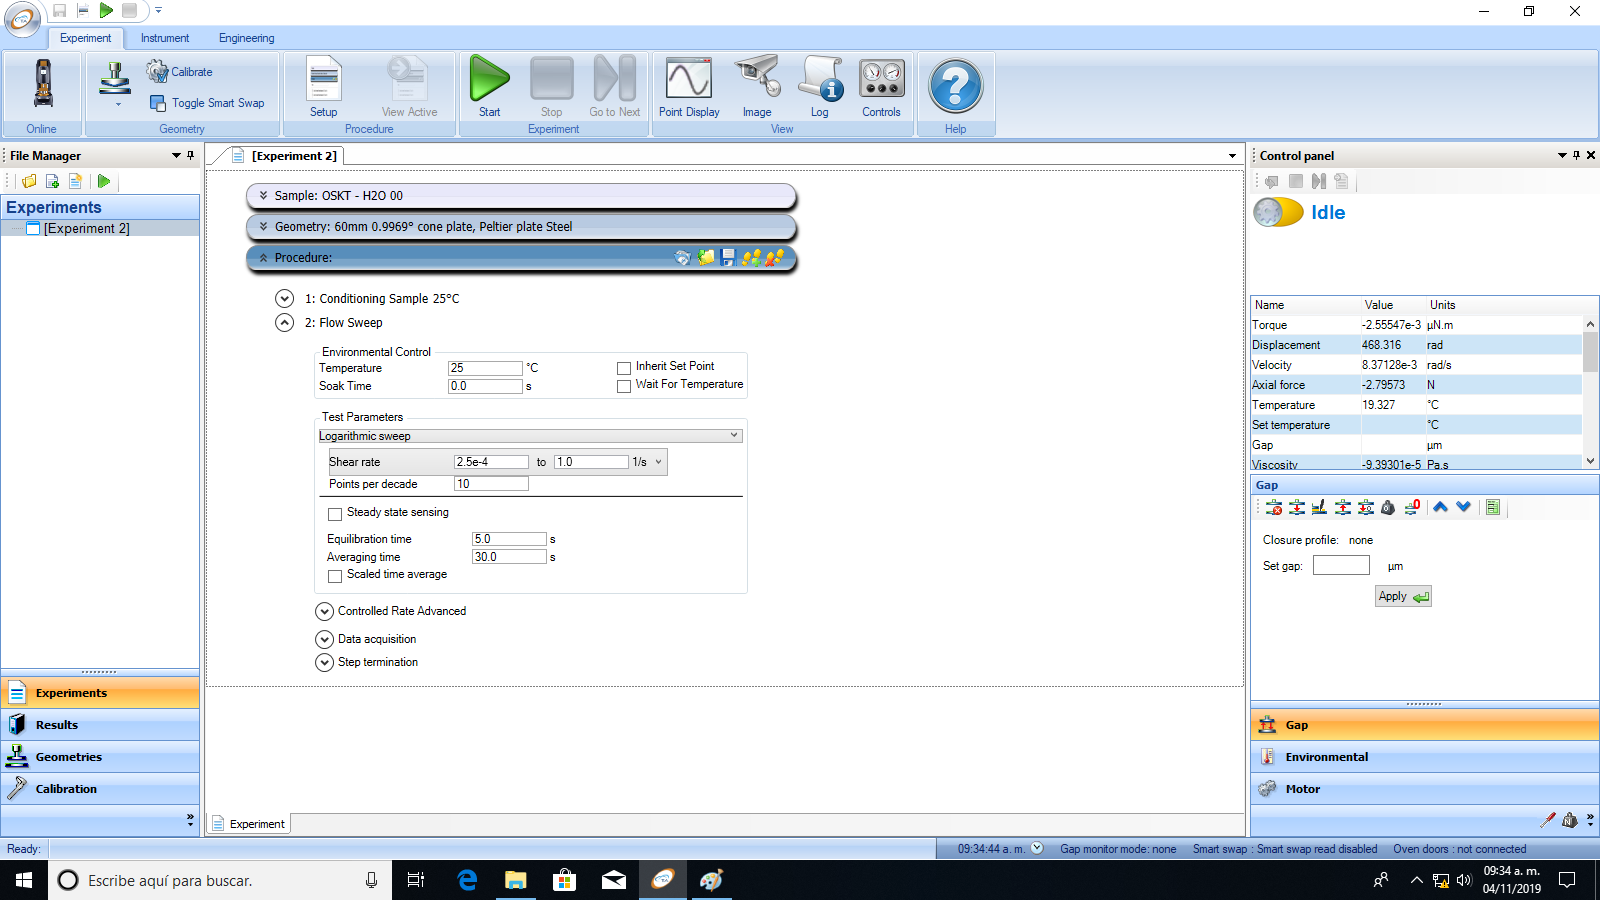 Experiment Instrument Engineering
Calibrate
Toggle Smart Swap
Setup View Active Start Stop Go to Next Point Display Image Log Controls
Online Geometry Procedure Experiment View Help
File Manager
Experiments
[Experiment 2]
Experiments
Results
Geometries
Calibration
[Experiment 2]
Sample: OSKT - H2O 00
Geometry: 60mm 0.9969° cone plate, Peltier plate Steel
Procedure:
1: Conditioning Sample 25°C
2: Flow Sweep
Environmental Control
Temperature 25 °C Inherit Set Point
Soak Time 0.0 s Wait For Temperature
Test Parameters
Logarithmic sweep
Shear rate 2.5e-4 to 1.0 1/s
Points per decade 10
Steady state sensing
Equilibration time 5.0 s
Averaging time 30.0 s
Scaled time average
Controlled Rate Advanced
Data acquisition
Step termination
Experiment
Control panel
Idle
Name Value Units
Torque -2.55547e-3 µN.m
Displacement 468.316 rad
Velocity 8.37128e-3 rad/s
Axial force -2.79573 N
Temperature 19.327 °C
Set temperature °C
Gap µm
Viscosity -9.39301e-5 Pa.s
Gap
Closure profile: none
Set gap: µm
Apply
Gap
Environmental
Motor
Ready: 09:34:44 a. m. Gap monitor mode: none Smart swap : Smart swap read disabled Oven doors : not connected
Escribe aquí para buscar. 09:34 a. m.
04/11/2019